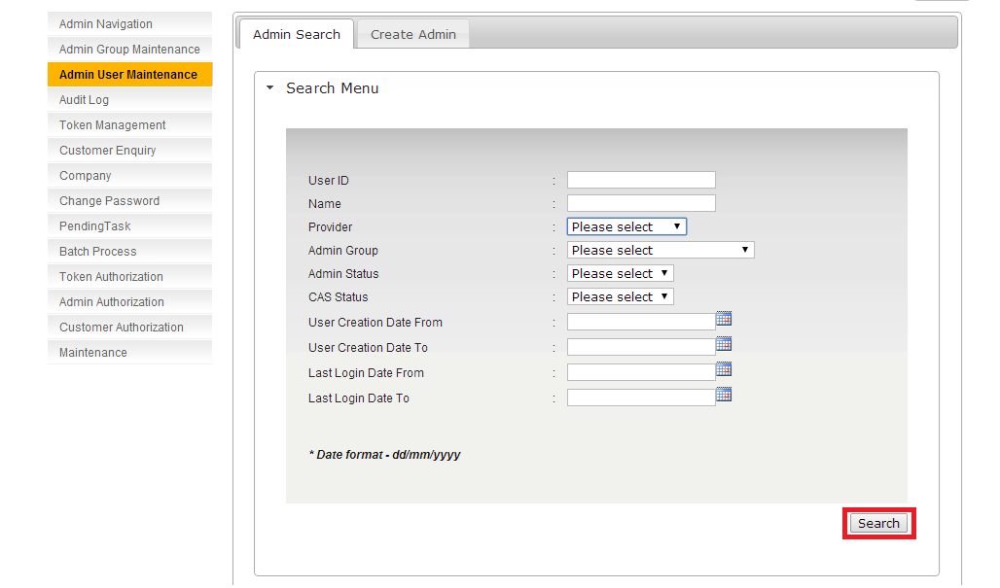 Admin Navigation
Admin Group Maintenance
Admin User Maintenance
Audit Log
Token Management
Customer Enquiry
Company
Change Password
PendingTask
Batch Process
Token Authorization
Admin Authorization
Customer Authorization
Maintenance
Admin Search
Create Admin
Search Menu
User ID :
Name :
Provider : Please select
Admin Group : Please select
Admin Status : Please select
CAS Status : Please select
User Creation Date From :
User Creation Date To :
Last Login Date From :
Last Login Date To :
* Date format - dd/mm/yyyy
Search